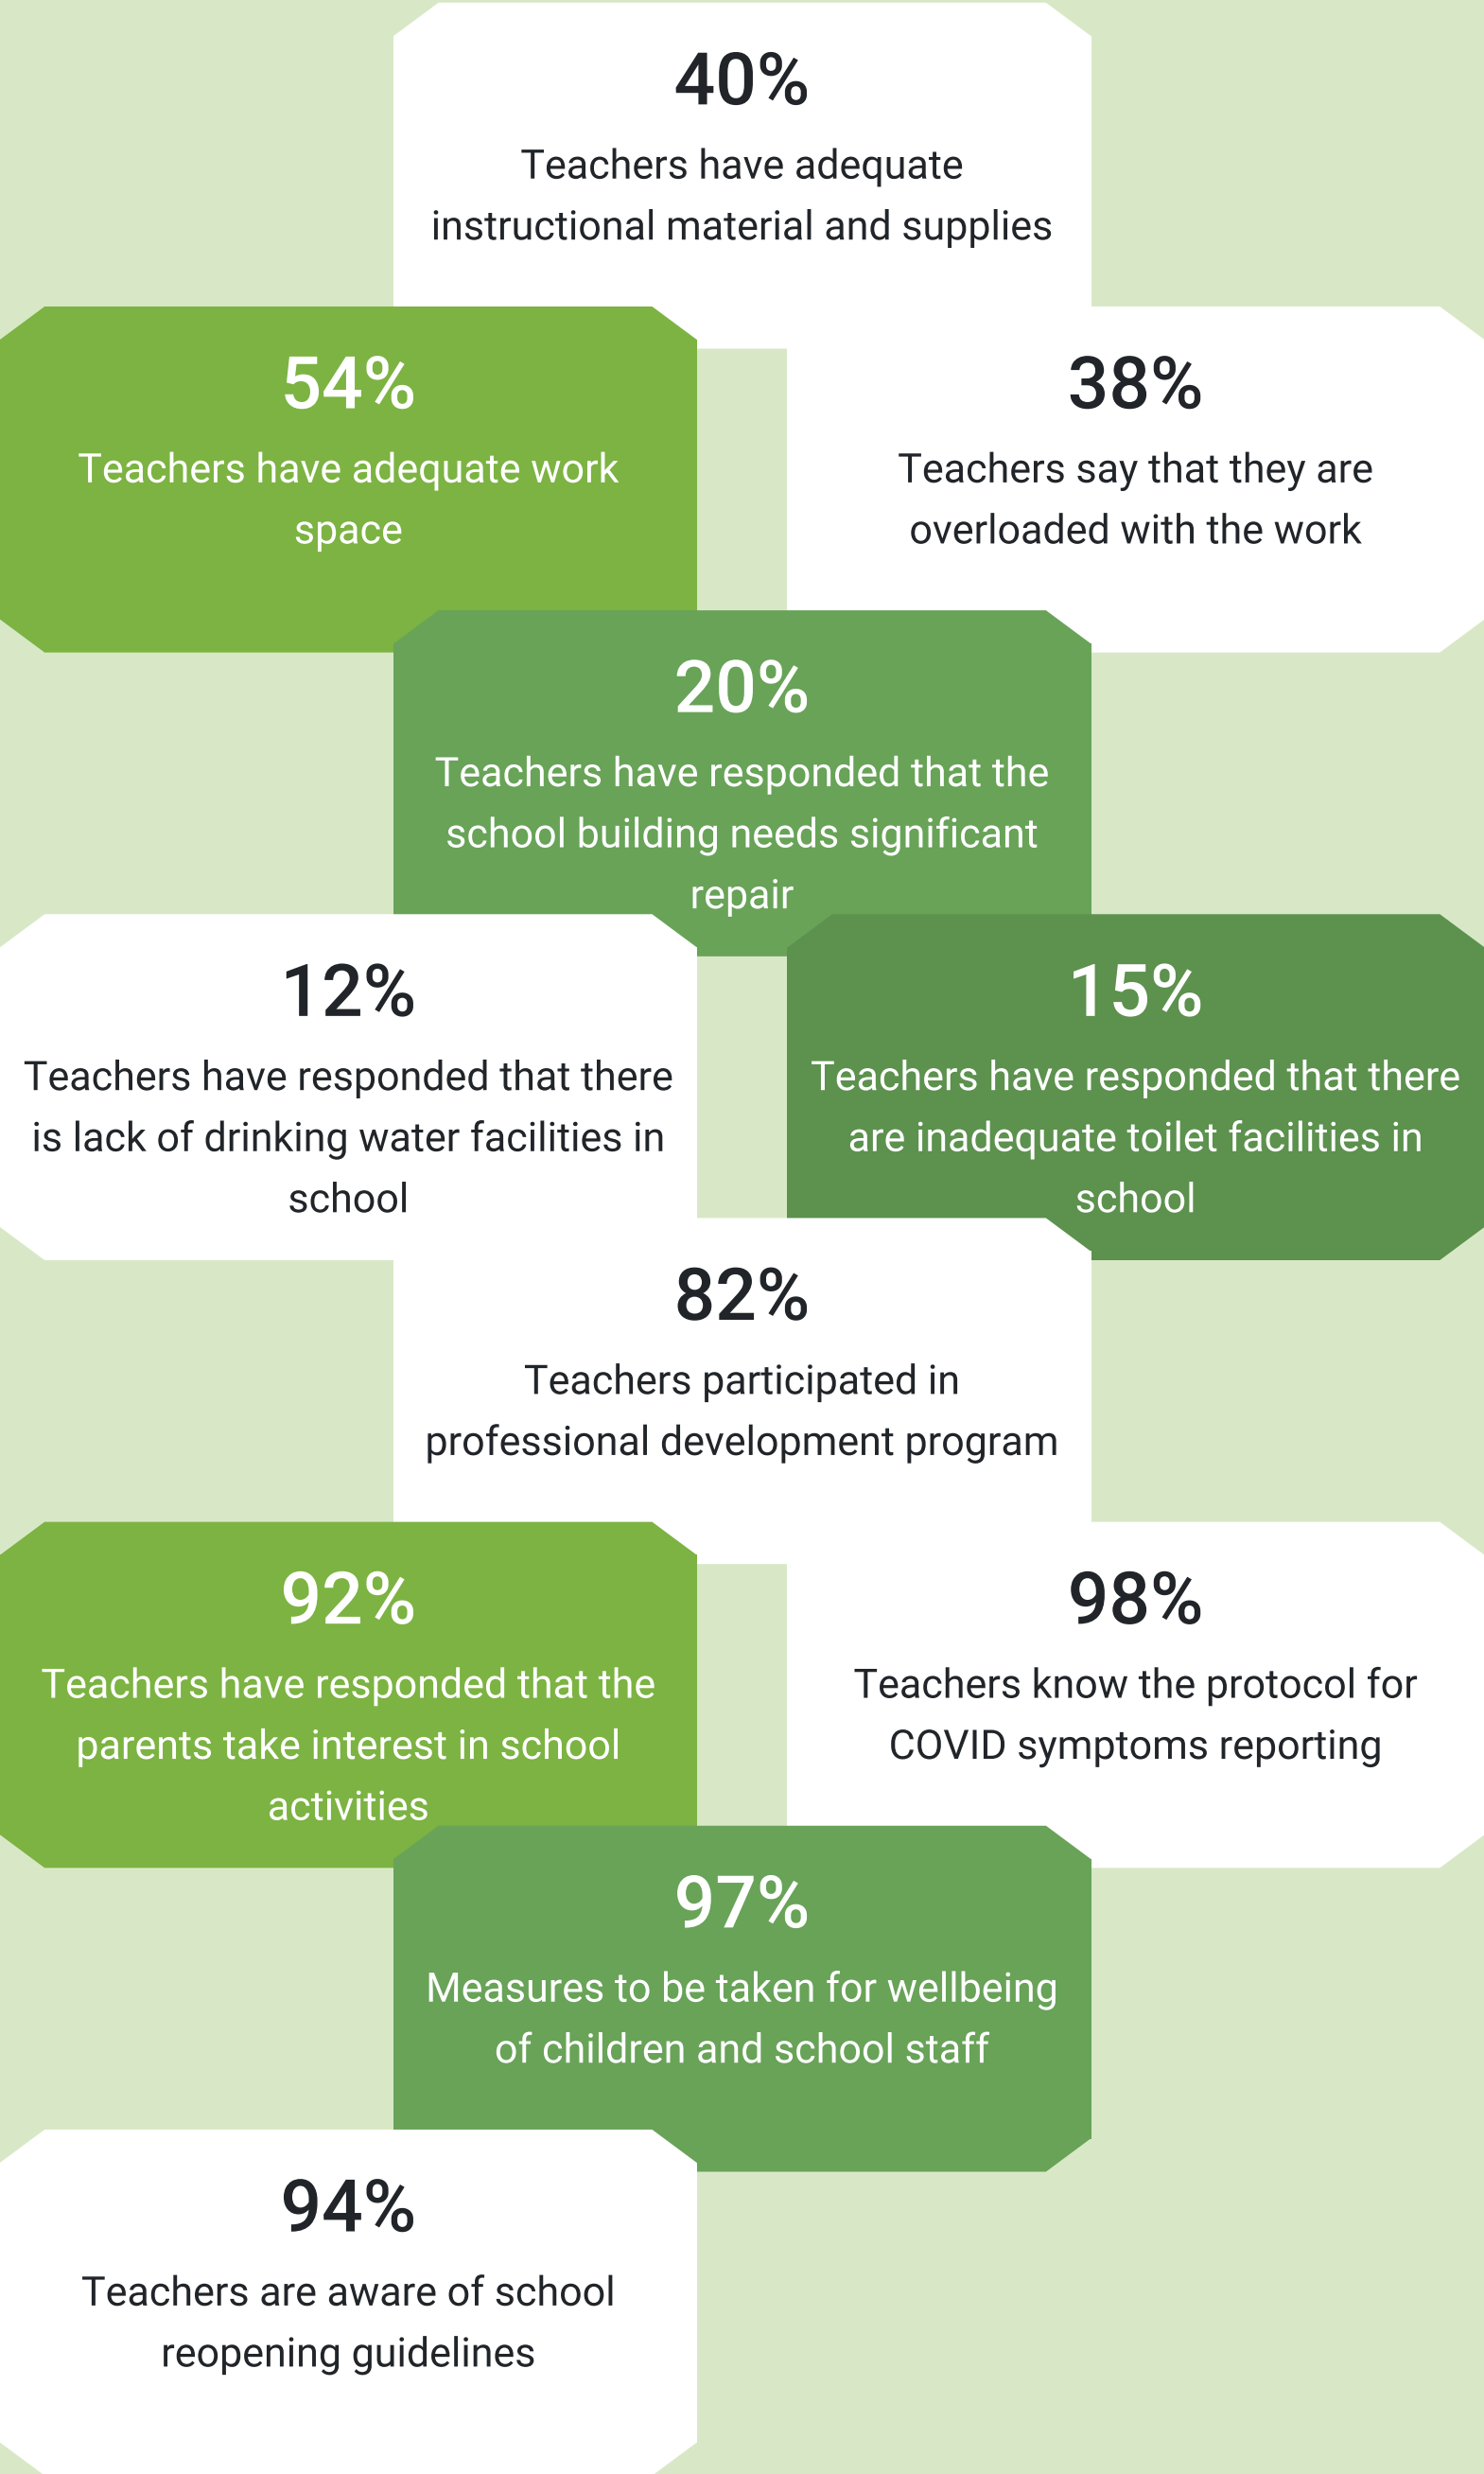 40%
Teachers have adequate
instructional material and supplies
54%
Teachers have adequate work
space
38%
Teachers say that they are
overloaded with the work
20%
Teachers have responded that the
school building needs significant
repair
12%
Teachers have responded that there
is lack of drinking water facilities in
school
15%
Teachers have responded that there
are inadequate toilet facilities in
school
82%
Teachers participated in
professional development program
92%
Teachers have responded that the
parents take interest in school
activities
98%
Teachers know the protocol for
COVID symptoms reporting
97%
Measures to be taken for wellbeing
of children and school staff
94%
Teachers are aware of school
reopening guidelines